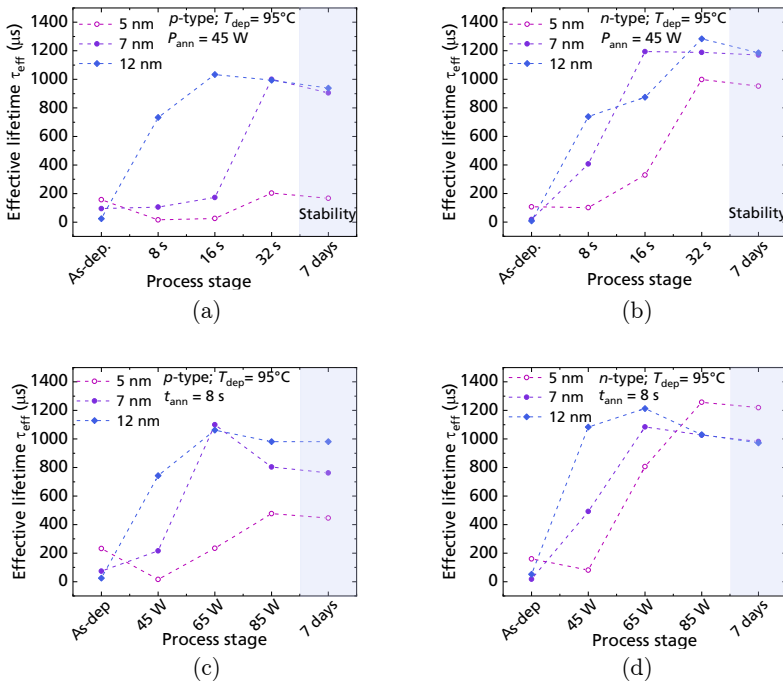 1400
1200
1000
800
600
400
200
0
Effective lifetime τeff (µs)
5 nm
7 nm
12 nm
p-type; Tdep= 95°C
Pann = 45 W
Stability
As-dep.
8 s
16 s
32 s
7 days
Process stage
(a)
1400
1200
1000
800
600
400
200
0
Effective lifetime τeff (µs)
5 nm
7 nm
12 nm
n-type; Tdep= 95°C
Pann = 45 W
Stability
As-dep.
8 s
16 s
32 s
7 days
Process stage
(b)
1400
1200
1000
800
600
400
200
0
Effective lifetime τeff (µs)
5 nm
7 nm
12 nm
p-type; Tdep= 95°C
tann = 8 s
As-dep
45 W
65 W
85 W
7 days
Process stage
(c)
1400
1200
1000
800
600
400
200
0
Effective lifetime τeff (µs)
5 nm
7 nm
12 nm
n-type; Tdep= 95°C
tann = 8 s
As-dep
45 W
65 W
85 W
7 days
Process stage
(d)